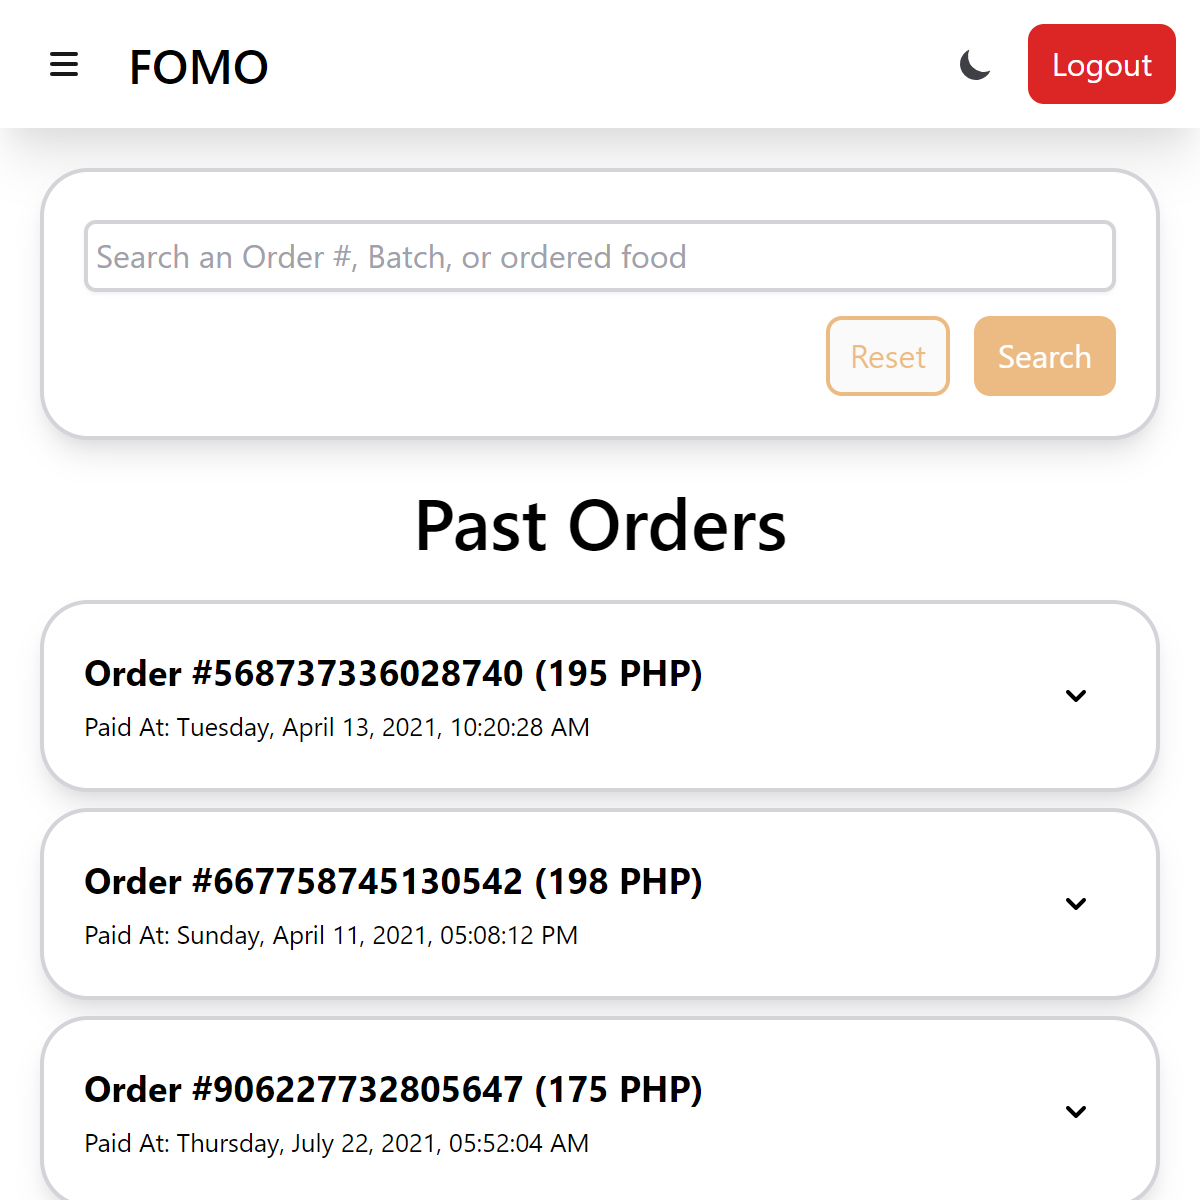 FOMO
Logout
Search an Order #, Batch, or ordered food
Reset
Search
Past Orders
Order #568737336028740 (195 PHP)
Paid At: Tuesday, April 13, 2021, 10:20:28 AM
Order #667758745130542 (198 PHP)
Paid At: Sunday, April 11, 2021, 05:08:12 PM
Order #906227732805647 (175 PHP)
Paid At: Thursday, July 22, 2021, 05:52:04 AM